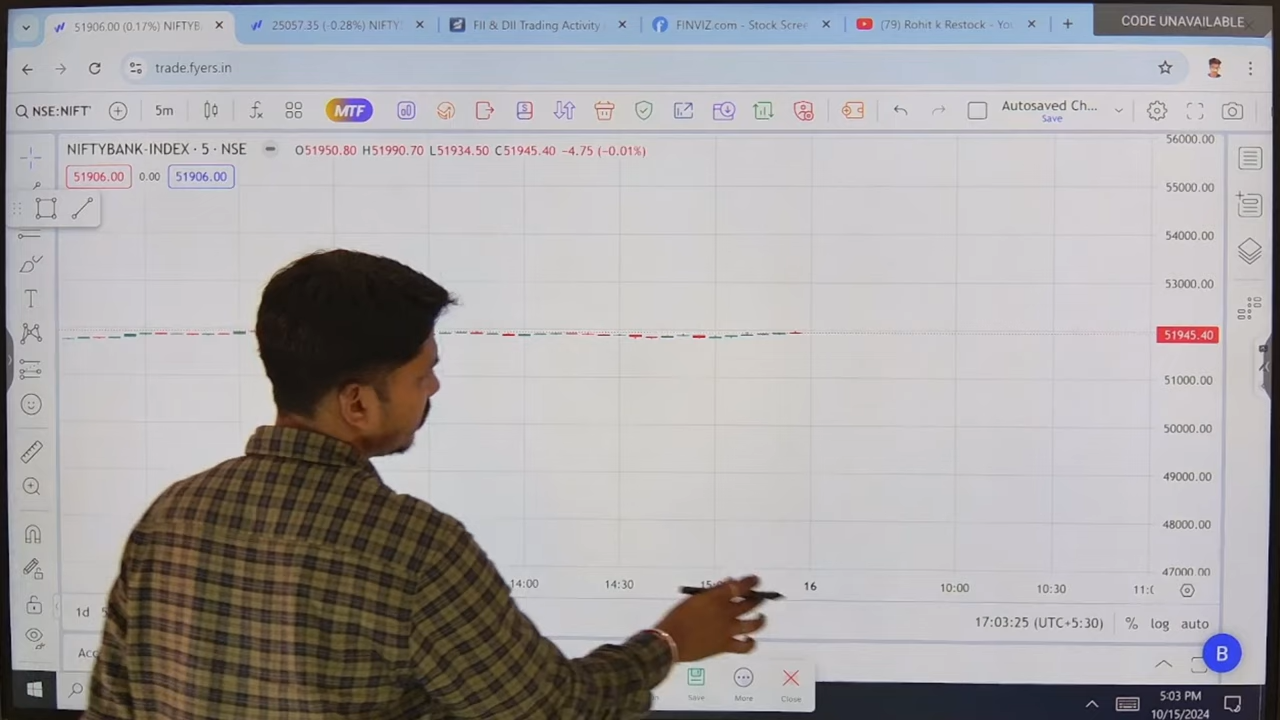 51906.00 (0.17%) NIFTYB
25057.35 (-0.28%) NIFTY
FII & DII Trading Activity
FINVIZ.com - Stock Scree
(79) Rohit k Restock - Yo
CODE UNAVAILABLE
trade.fyers.in
NSE:NIFT
5m
MTF
Autosaved Ch...
Save
NIFTYBANK-INDEX · 5 · NSE
O51950.80 H51990.70 L51934.50 C51945.40 −4.75 (−0.01%)
51906.00
0.00
51906.00
56000.00
55000.00
54000.00
53000.00
51945.40
51000.00
50000.00
49000.00
48000.00
47000.00
14:00
14:30
16
10:00
10:30
1d
17:03:25 (UTC+5:30)
%
log
auto
B
Save
More
Close
5:03 PM
10/15/2024